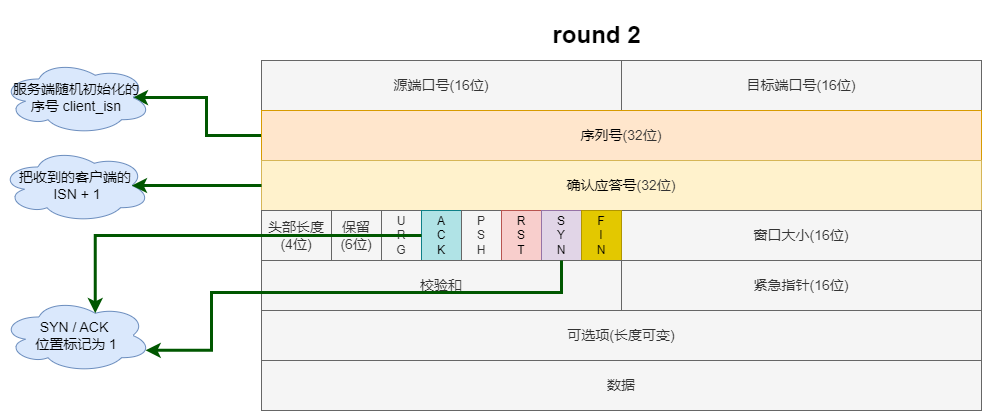 round 2
服务端随机初始化的
序号 client_isn
源端口号(16位)
目标端口号(16位)
序列号(32位)
把收到的客户端的
ISN + 1
确认应答号(32位)
头部长度
(4位)
保留
(6位)
URG
ACK
PSH
RST
SYN
FIN
窗口大小(16位)
校验和
紧急指针(16位)
SYN / ACK
位置标记为 1
可选项(长度可变)
数据